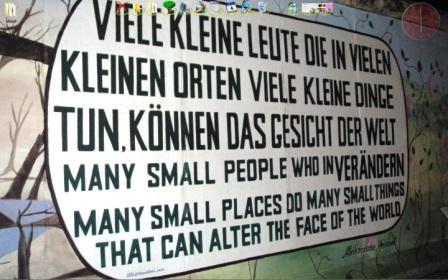 VIELE KLEINE LEUTE DIE IN VIELEN
KLEINEN ORTEN VIELE KLEINE DINGE
TUN, KÖNNEN DAS GESICHT DER WELT
VERÄNDERN
MANY SMALL PEOPLE WHO IN
MANY SMALL PLACES DO MANY SMALL THINGS
THAT CAN ALTER THE FACE OF THE WORLD